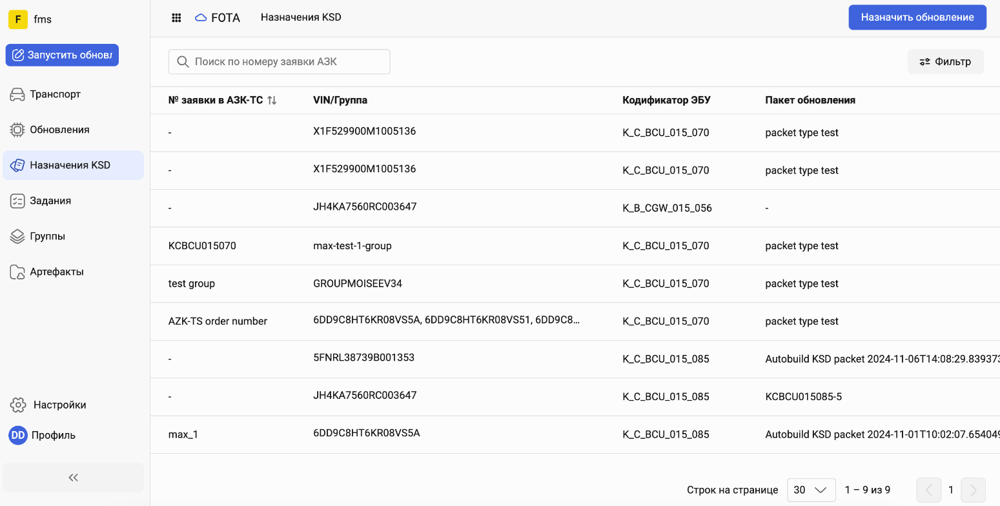 F fms
FOTA Назначения KSD Назначить обновление
Запустить обновл
Поиск по номеру заявки АЗК Фильтр
Транспорт
Обновления
Назначения KSD
Задания
Группы
Артефакты
№ заявки в АЗК-ТС VIN/Группа Кодификатор ЭБУ Пакет обновления
- X1F529900M1005136 K_C_BCU_015_070 packet type test
- X1F529900M1005136 K_C_BCU_015_070 packet type test
- JH4KA7560RC003647 K_B_CGW_015_056 -
KCBCU015070 max-test-1-group K_C_BCU_015_070 packet type test
test group GROUPMOISEEV34 K_C_BCU_015_070 packet type test
AZK-TS order number 6DD9C8HT6KR08VS5A, 6DD9C8HT6KR08VS51, 6DD9C8... K_C_BCU_015_070 packet type test
- 5FNRL38739B001353 K_C_BCU_015_085 Autobuild KSD packet 2024-11-06T14:08:29.839373
- JH4KA7560RC003647 K_C_BCU_015_085 KCBCU015085-5
max_1 6DD9C8HT6KR08VS5A K_C_BCU_015_085 Autobuild KSD packet 2024-11-01T10:02:07.654049
Настройки
DD Профиль
Строк на странице 30 1 – 9 из 9 1